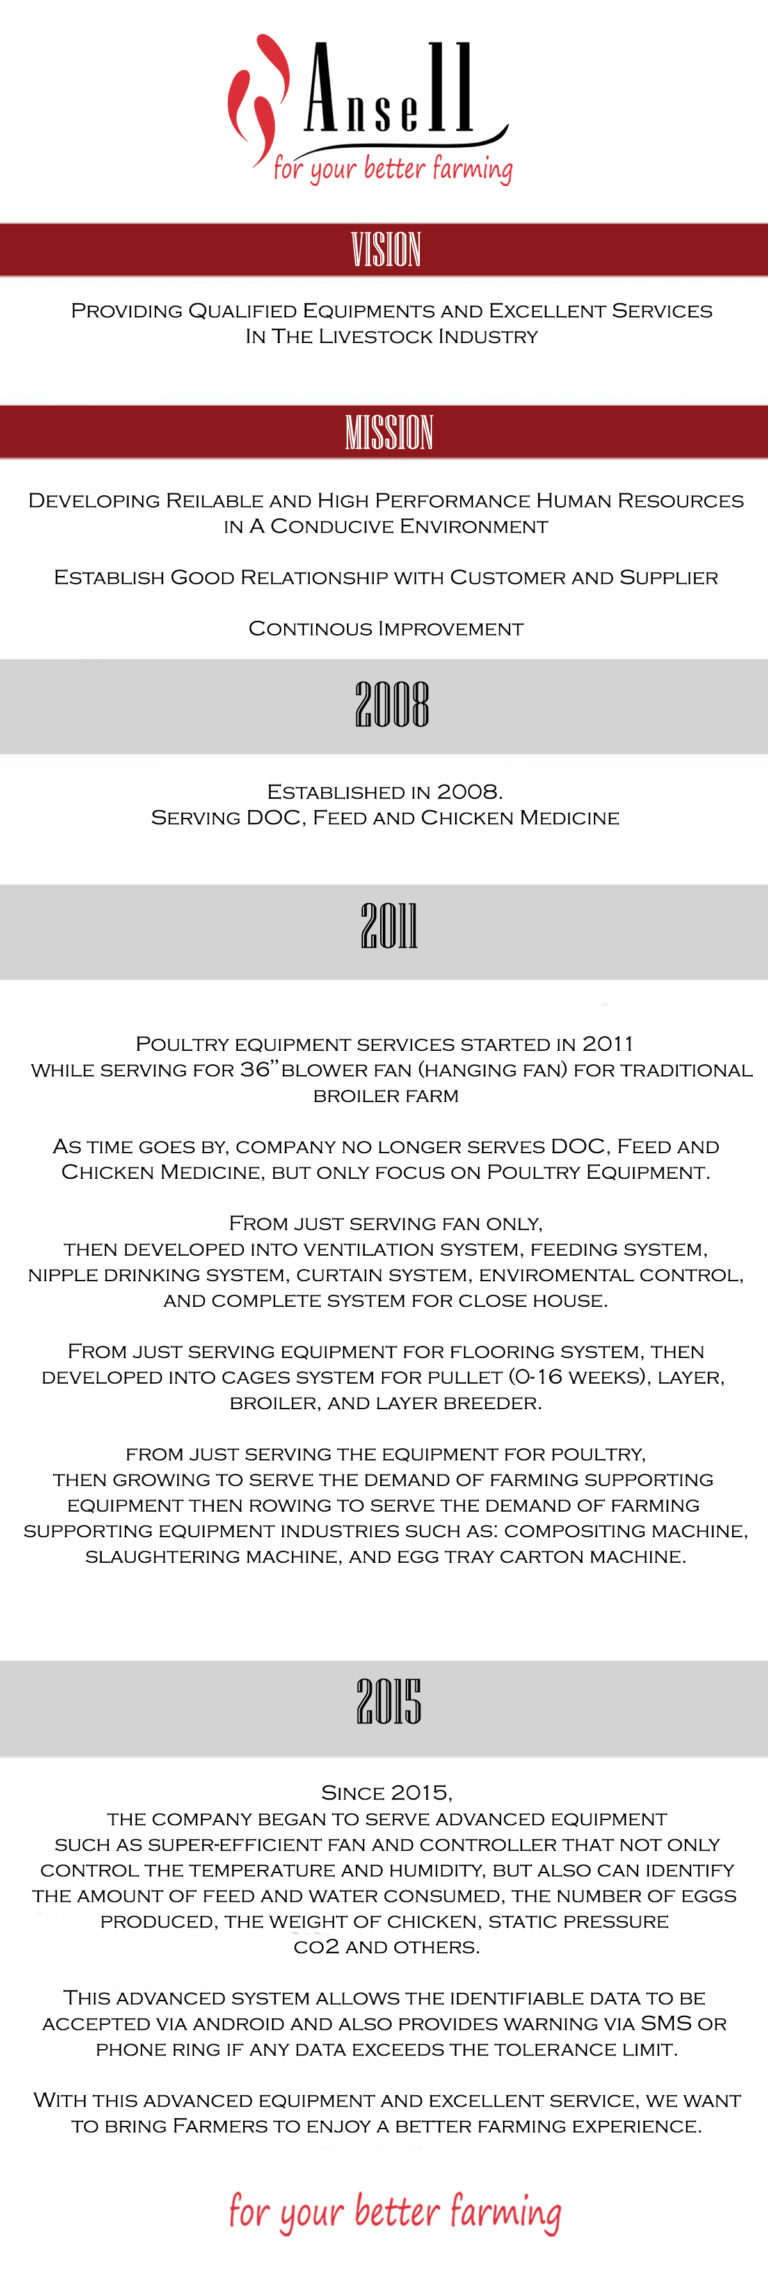 Ansell
for your better farming
VISION
Providing Qualified Equipments and Excellent Services
In The Livestock Industry
MISSION
Developing Reilable and High Performance Human Resources
in A Conducive Environment
Establish Good Relationship with Customer and Supplier
Continous Improvement
2008
Established in 2008.
Serving DOC, Feed and Chicken Medicine
2011
Poultry equipment services started in 2011
while serving for 36” blower fan (hanging fan) for traditional
broiler farm
As time goes by, company no longer serves DOC, Feed and
Chicken Medicine, but only focus on Poultry Equipment.
From just serving fan only,
then developed into ventilation system, feeding system,
nipple drinking system, curtain system, enviromental control,
and complete system for close house.
From just serving equipment for flooring system, then
developed into cages system for pullet (0-16 weeks), layer,
broiler, and layer breeder.
from just serving the equipment for poultry,
then growing to serve the demand of farming supporting
equipment then rowing to serve the demand of farming
supporting equipment industries such as: compositing machine,
slaughtering machine, and egg tray carton machine.
2015
Since 2015,
the company began to serve advanced equipment
such as super-efficient fan and controller that not only
control the temperature and humidity, but also can identify
the amount of feed and water consumed, the number of eggs
produced, the weight of chicken, static pressure
co2 and others.
This advanced system allows the identifiable data to be
accepted via android and also provides warning via SMS or
phone ring if any data exceeds the tolerance limit.
With this advanced equipment and excellent service, we want
to bring Farmers to enjoy a better farming experience.
for your better farming